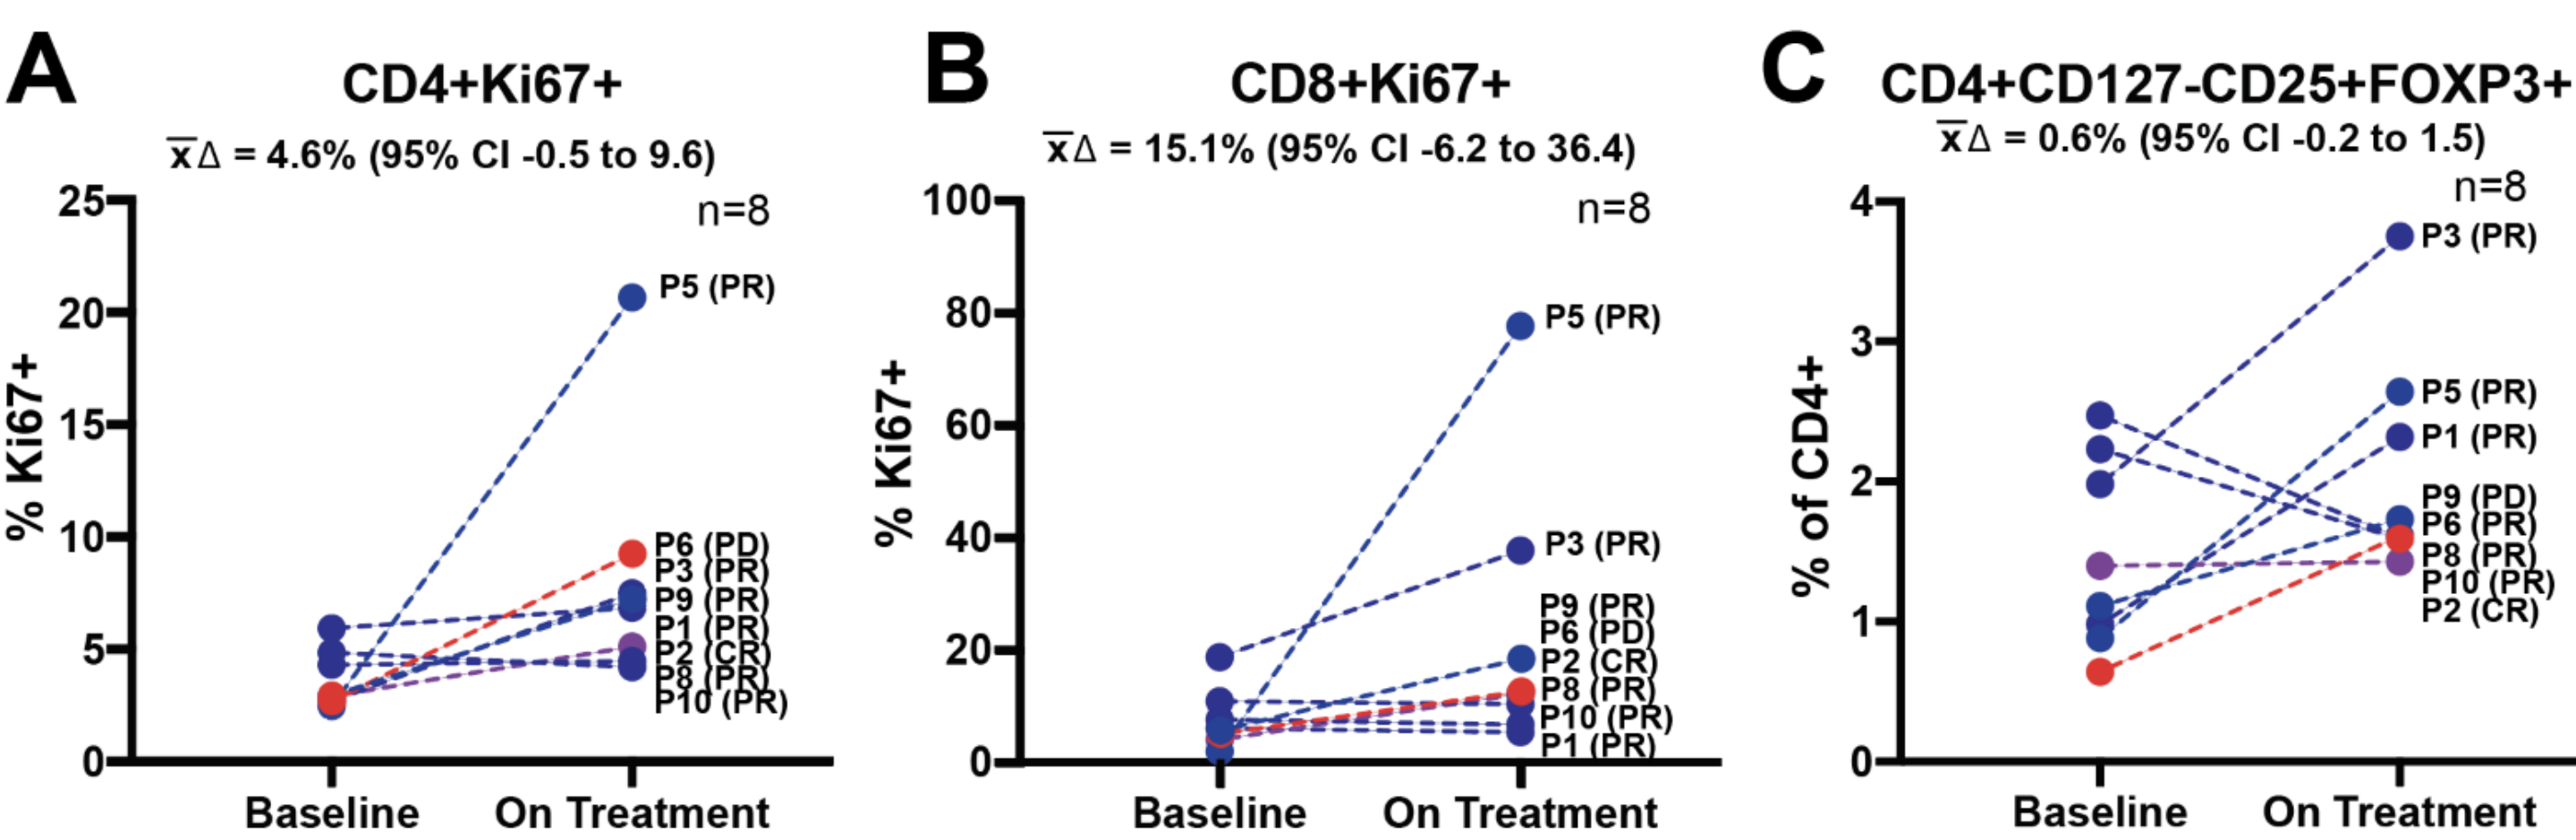 A
CD4+Ki67+
x̄Δ = 4.6% (95% CI -0.5 to 9.6)
n=8
% Ki67+
25
20
15
10
5
0
P5 (PR)
P6 (PD)
P3 (PR)
P9 (PR)
P1 (PR)
P2 (CR)
P8 (PR)
P10 (PR)
Baseline
On Treatment
B
CD8+Ki67+
x̄Δ = 15.1% (95% CI -6.2 to 36.4)
n=8
% Ki67+
100
80
60
40
20
0
P5 (PR)
P3 (PR)
P9 (PR)
P6 (PD)
P2 (CR)
P8 (PR)
P10 (PR)
P1 (PR)
Baseline
On Treatment
C
CD4+CD127-CD25+FOXP3+
x̄Δ = 0.6% (95% CI -0.2 to 1.5)
n=8
% of CD4+
4
3
2
1
0
P3 (PR)
P5 (PR)
P1 (PR)
P9 (PD)
P6 (PR)
P8 (PR)
P10 (PR)
P2 (CR)
Baseline
On Treatment